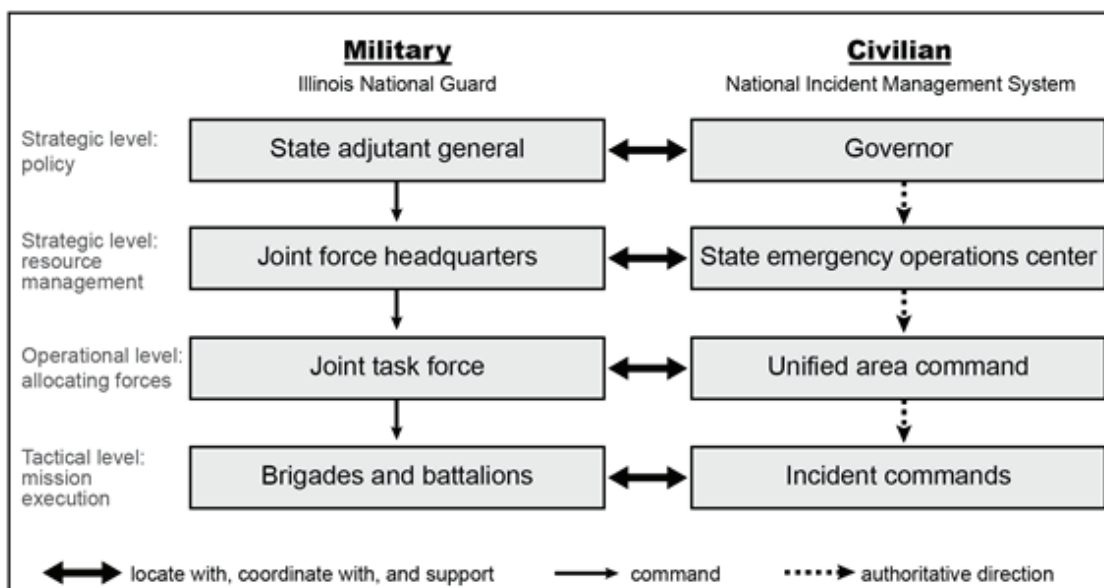 Military
Illinois National Guard
Civilian
National Incident Management System
Strategic level:
policy
State adjutant general
Governor
Strategic level:
resource
management
Joint force headquarters
State emergency operations center
Operational level:
allocating forces
Joint task force
Unified area command
Tactical level:
mission
execution
Brigades and battalions
Incident commands
locate with, coordinate with, and support
command
authoritative direction